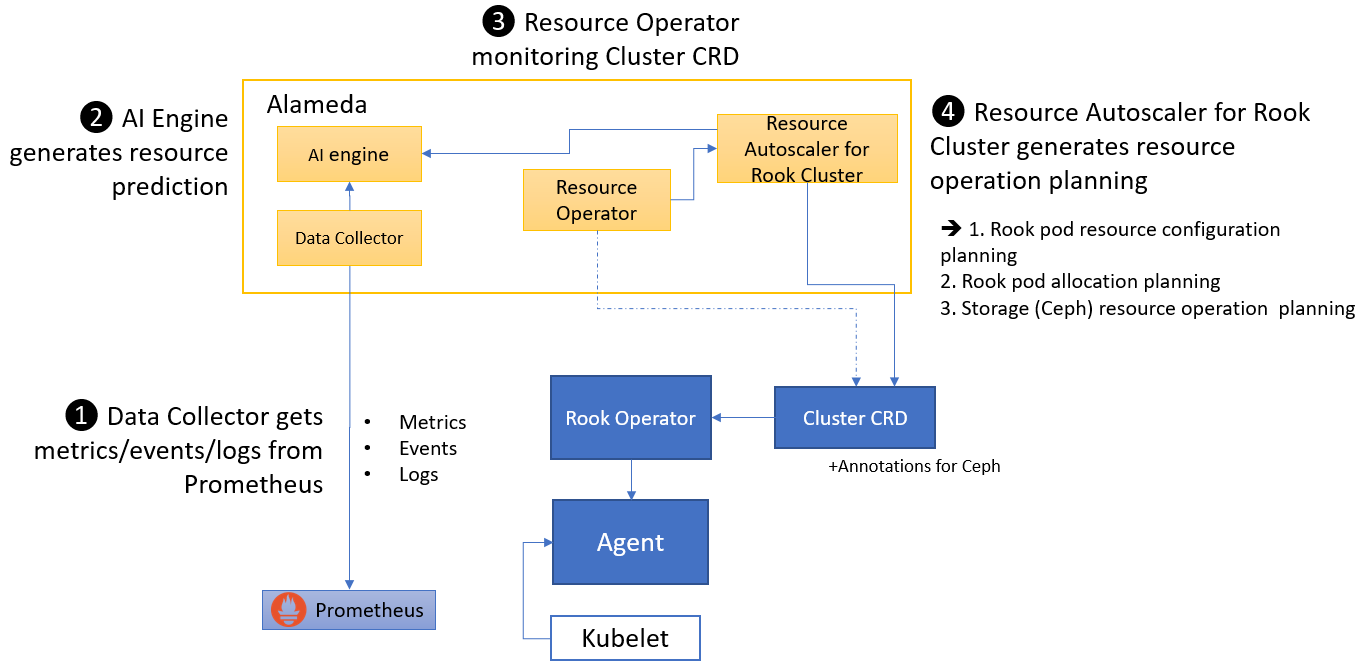 ❸ Resource Operator
monitoring Cluster CRD
❷ AI Engine
generates resource
prediction
Alameda
AI engine
Data Collector
Resource
Operator
Resource
Autoscaler for
Rook Cluster
❹ Resource Autoscaler for Rook
Cluster generates resource
operation planning
➔ 1. Rook pod resource configuration
planning
2. Rook pod allocation planning
3. Storage (Ceph) resource operation  planning
❶ Data Collector gets
metrics/events/logs from
Prometheus
• Metrics
• Events
• Logs
Rook Operator
Cluster CRD
+Annotations for Ceph
Agent
Prometheus
Kubelet